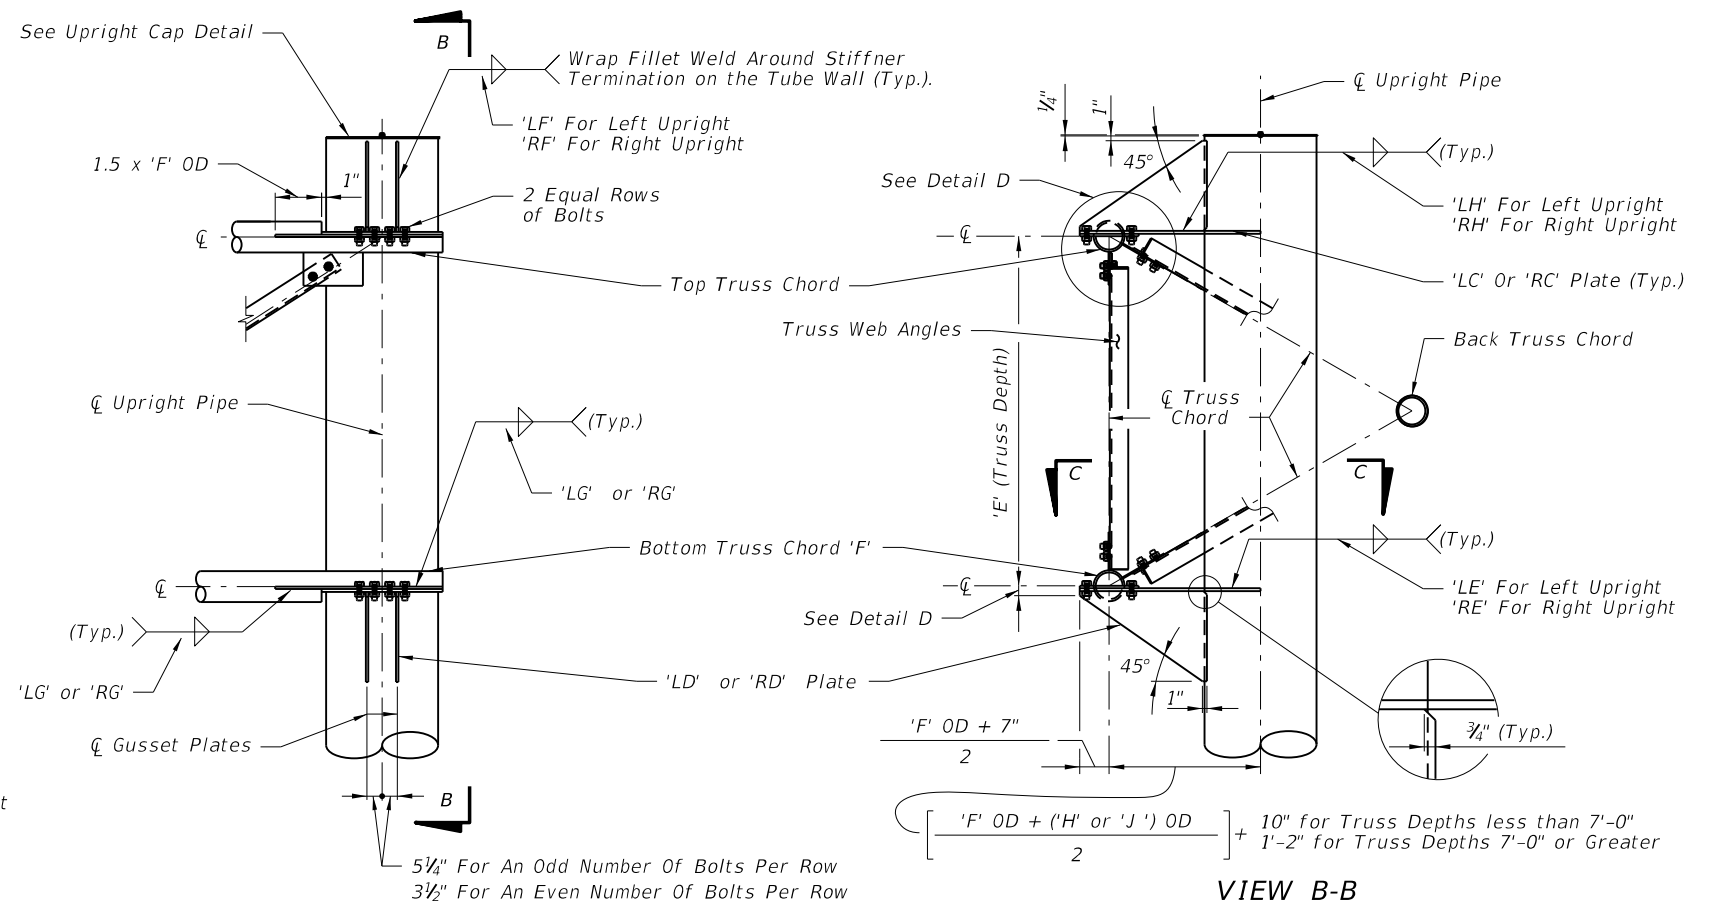 See Upright Cap Detail
B
Wrap Fillet Weld Around Stiffner
Termination on the Tube Wall (Typ.).
'LF' For Left Upright
'RF' For Right Upright
1.5 x 'F' OD
1"
2 Equal Rows
of Bolts
℄
Top Truss Chord
℄ Upright Pipe
(Typ.)
'LG' or 'RG'
Bottom Truss Chord 'F'
℄
(Typ.)
'LG' or 'RG'
'LD' or 'RD' Plate
℄ Gusset Plates
B
t
5¼" For An Odd Number Of Bolts Per Row
3½" For An Even Number Of Bolts Per Row
¼"
1"
℄ Upright Pipe
45°
(Typ.)
See Detail D
'LH' For Left Upright
'RH' For Right Upright
℄
'LC' Or 'RC' Plate (Typ.)
Truss Web Angles
Back Truss Chord
'E' (Truss Depth)
℄ Truss
Chord
C
C
(Typ.)
℄
'LE' For Left Upright
'RE' For Right Upright
See Detail D
45°
1"
'F' OD + 7"
2
¾" (Typ.)
'F' OD + ('H' or 'J ') OD
2
+
10" for Truss Depths less than 7'-0"
1'-2" for Truss Depths 7'-0" or Greater
VIEW B-B